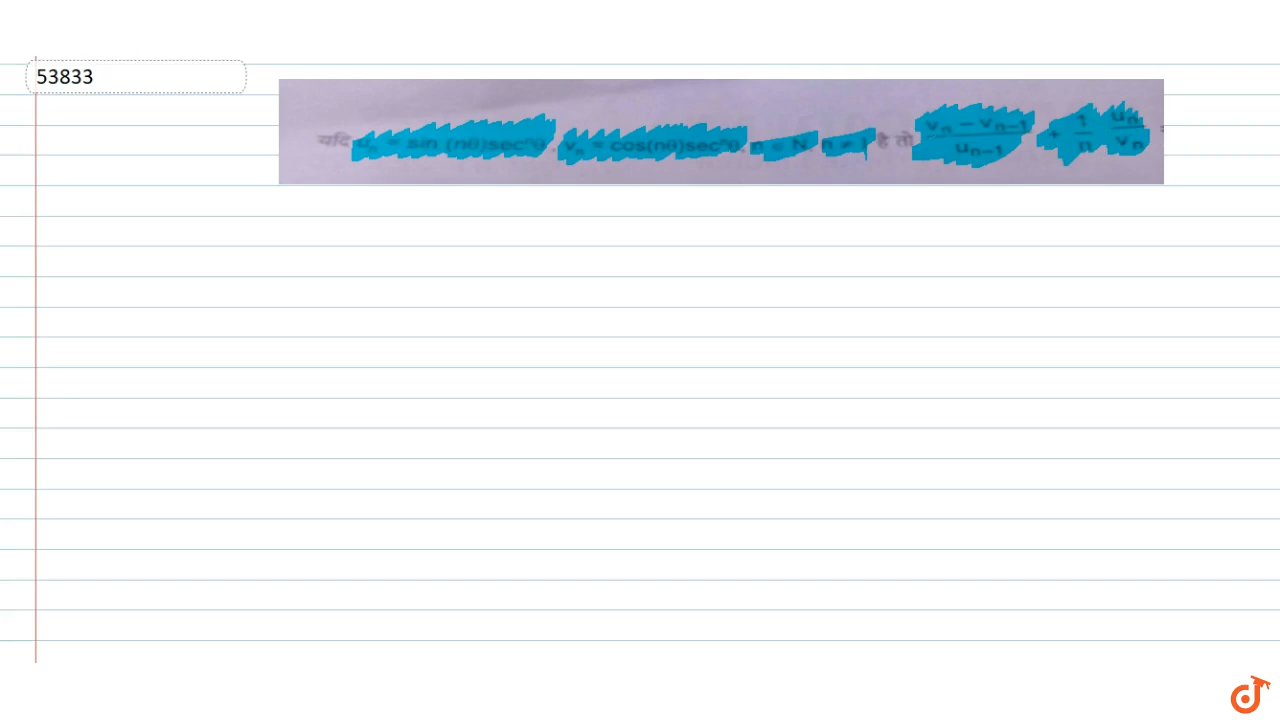 53833
यदि uₙ = sin (nθ)secⁿθ, vₙ = cos(nθ)secⁿθ, n ∈ N, n ≠ 1 है तो (vₙ − vₙ₋₁)/uₙ₋₁ + (1/n) (uₙ/vₙ) =